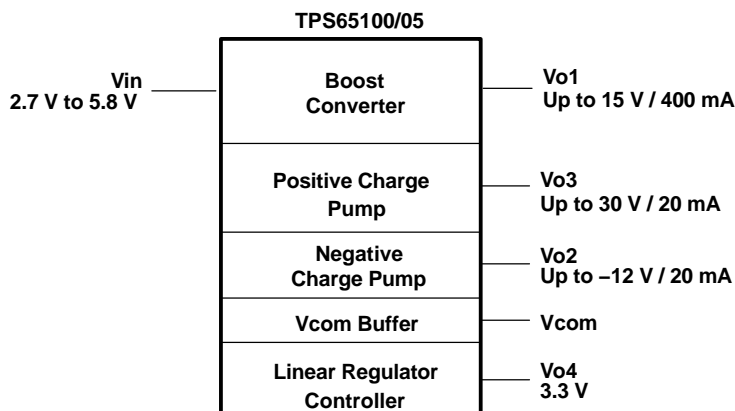 TPS65100/05
Vin
2.7 V to 5.8 V
Boost
Converter
Vo1
Up to 15 V / 400 mA
Positive Charge
Pump
Vo3
Up to 30 V / 20 mA
Negative
Charge Pump
Vo2
Up to –12 V / 20 mA
Vcom Buffer
Vcom
Linear Regulator
Controller
Vo4
3.3 V